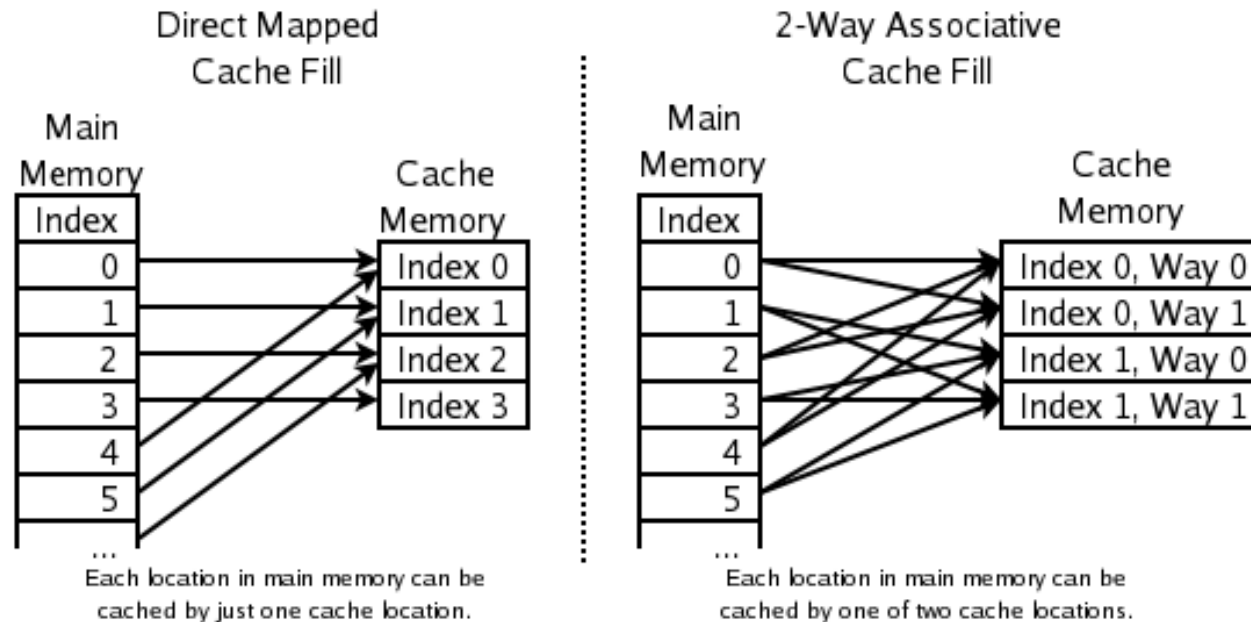 Direct Mapped
Cache Fill
Main
Memory
Index
0
1
2
3
4
5
...
Cache
Memory
Index 0
Index 1
Index 2
Index 3
Each location in main memory can be
cached by just one cache location.
2-Way Associative
Cache Fill
Main
Memory
Index
0
1
2
3
4
5
...
Cache
Memory
Index 0, Way 0
Index 0, Way 1
Index 1, Way 0
Index 1, Way 1
Each location in main memory can be
cached by one of two cache locations.